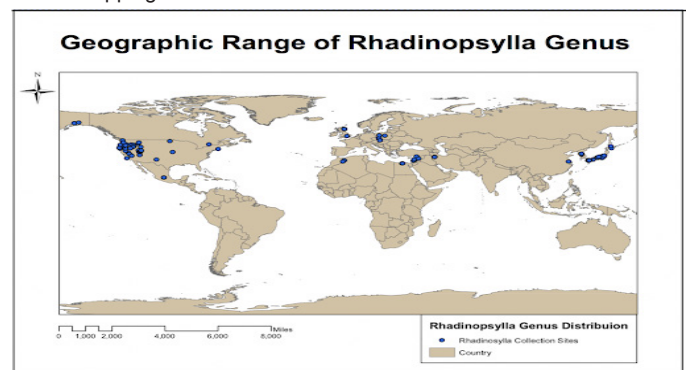 Geographic Range of Rhadinopsylla Genus
N
0 1,000 2,000 4,000 6,000 8,000 Miles
Rhadinopsylla Genus Distribuion
Rhadinosylla Collection Sites
Country